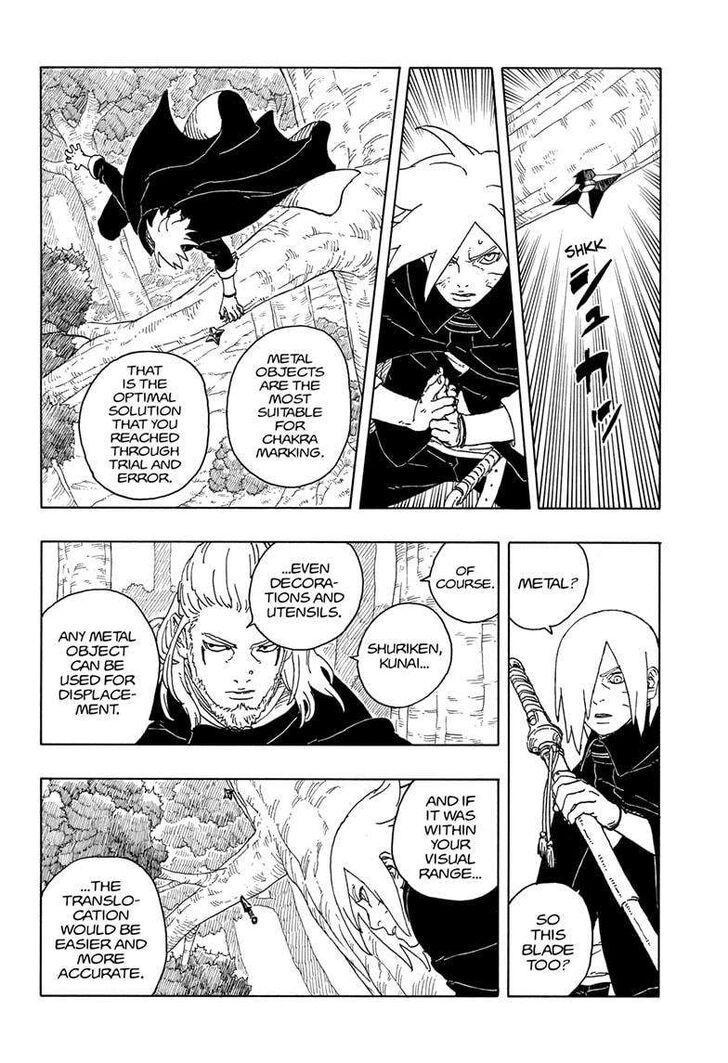 SHKK
シュカッ
METAL
OBJECTS
ARE THE
MOST
SUITABLE
FOR
CHAKRA
MARKING.
THAT
IS THE
OPTIMAL
SOLUTION
THAT YOU
REACHED
THROUGH
TRIAL AND
ERROR.
METAL?
SO
THIS
BLADE
TOO?
OF
COURSE.
SHURIKEN,
KUNAI...
...EVEN
DECORA-
TIONS AND
UTENSILS.
ANY METAL
OBJECT
CAN BE
USED FOR
DISPLACE-
MENT.
AND IF
IT WAS
WITHIN
YOUR
VISUAL
RANGE...
...THE
TRANSLO-
CATION
WOULD BE
EASIER AND
MORE
ACCURATE.